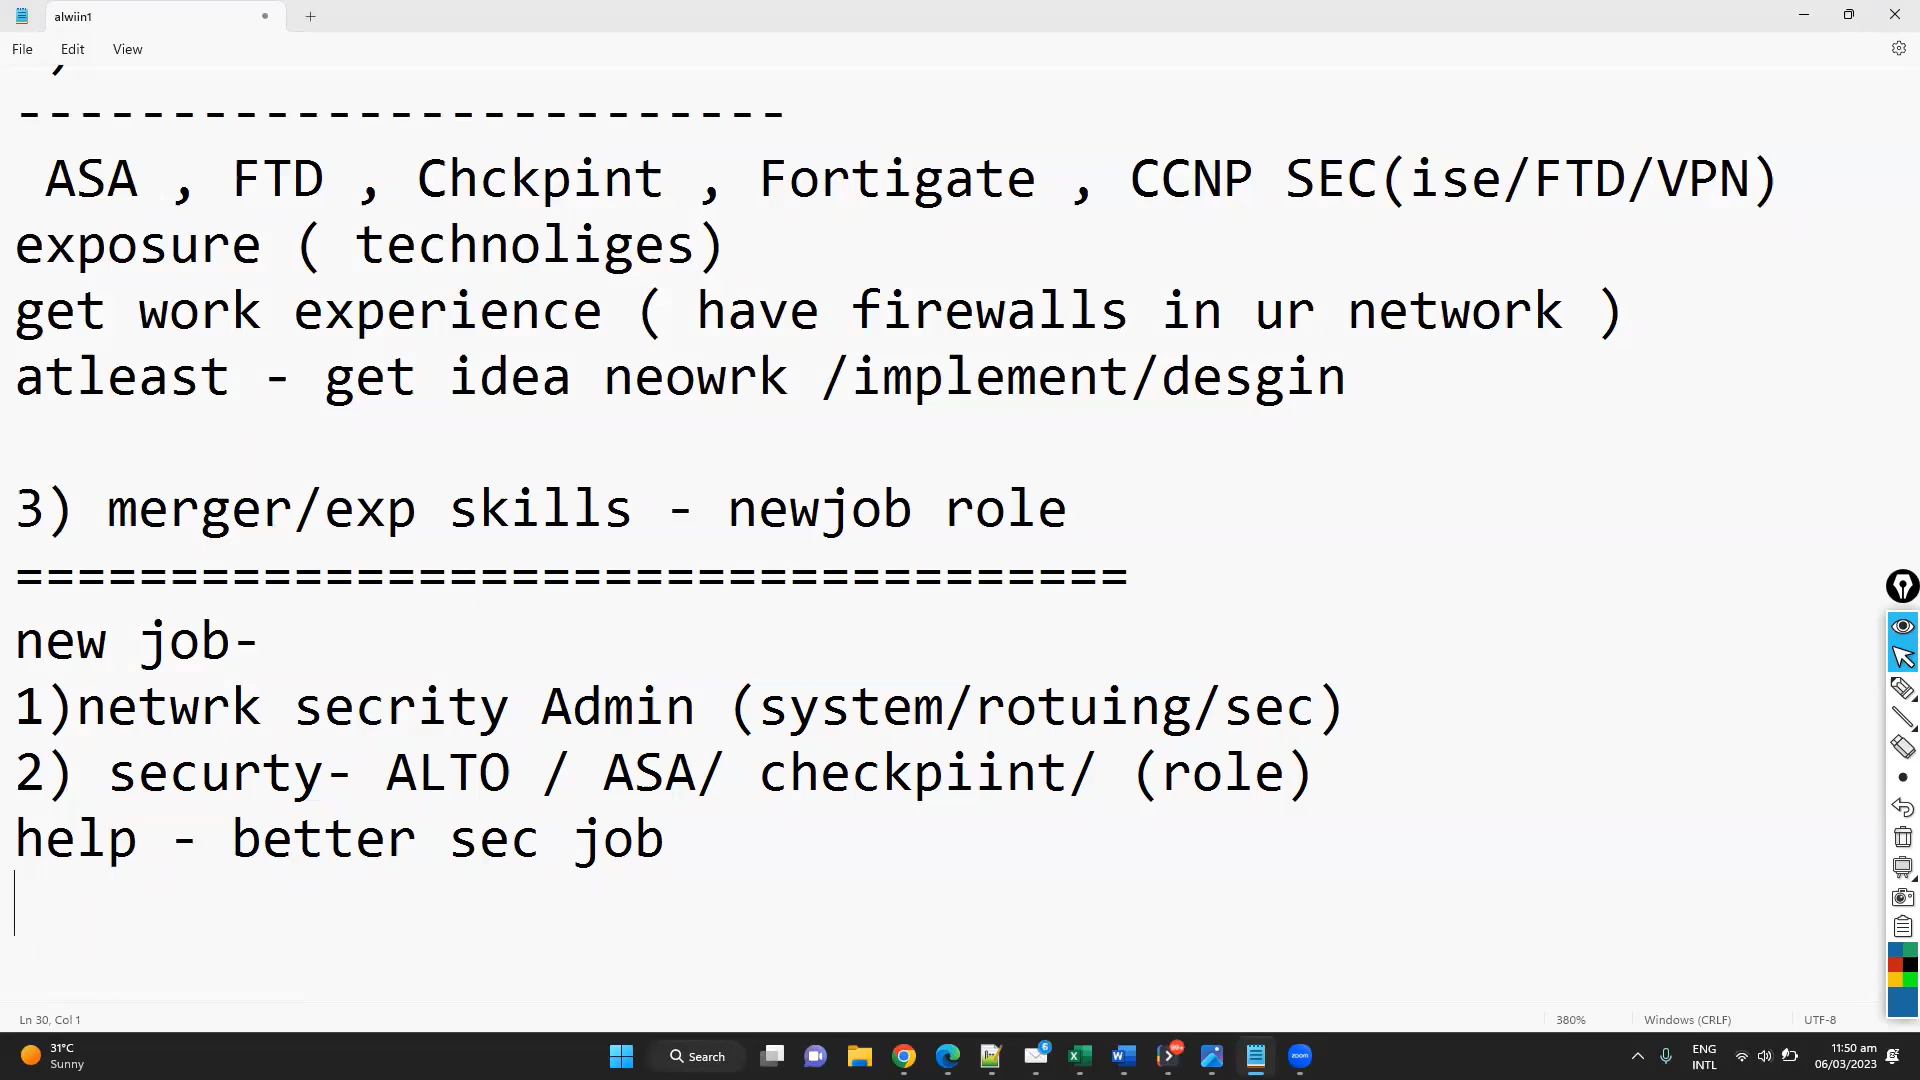 alwiin1
File Edit View
--------------------------
ASA , FTD , Chckpint , Fortigate , CCNP SEC(ise/FTD/VPN)
exposure ( technoliges)
get work experience ( have firewalls in ur network )
atleast - get idea neowrk /implement/desgin
3) merger/exp skills - newjob role
====================================
new job-
1)netwrk secrity Admin (system/rotuing/sec)
2) securty- ALTO / ASA/ checkpiint/ (role)
help - better sec job
Ln 30, Col 1
380%
Windows (CRLF)
UTF-8
31°C
Sunny
Search
6
99+
zoom
ENG
INTL
11:50 am
06/03/2023